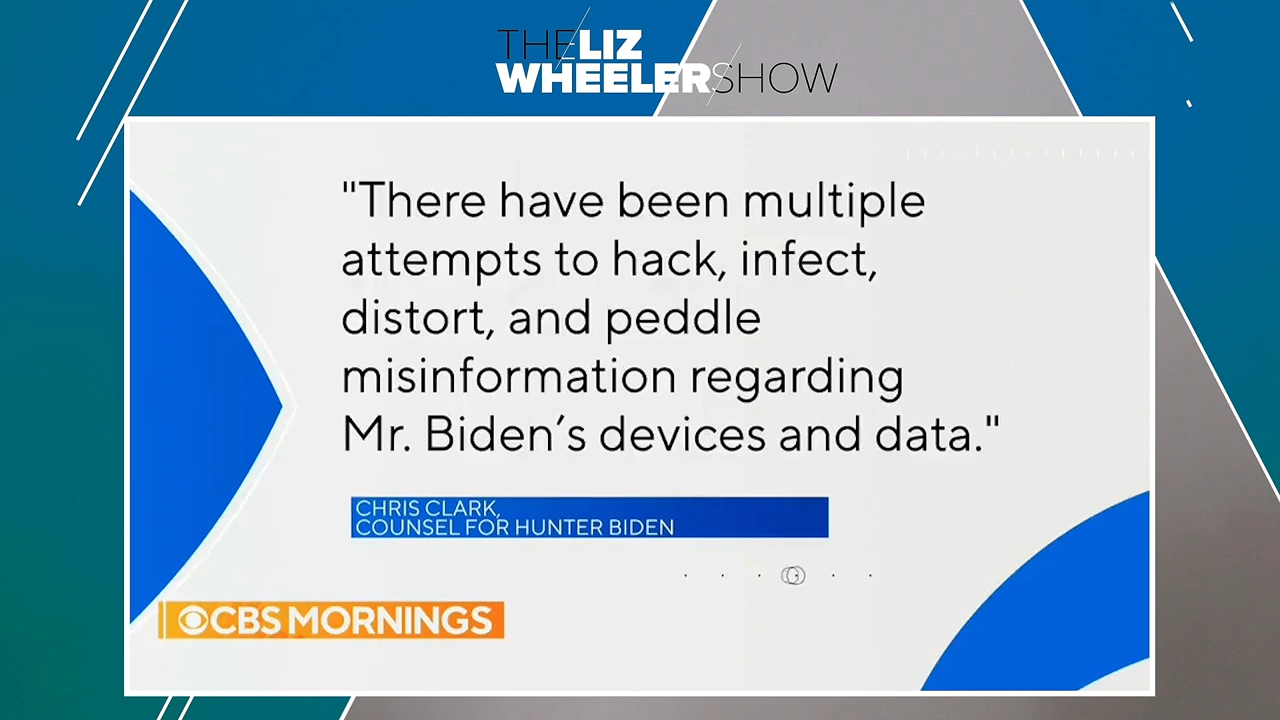 THE LIZ
WHEELER SHOW
"There have been multiple
attempts to hack, infect,
distort, and peddle
misinformation regarding
Mr. Biden’s devices and data."
CHRIS CLARK,
COUNSEL FOR HUNTER BIDEN
CBS MORNINGS